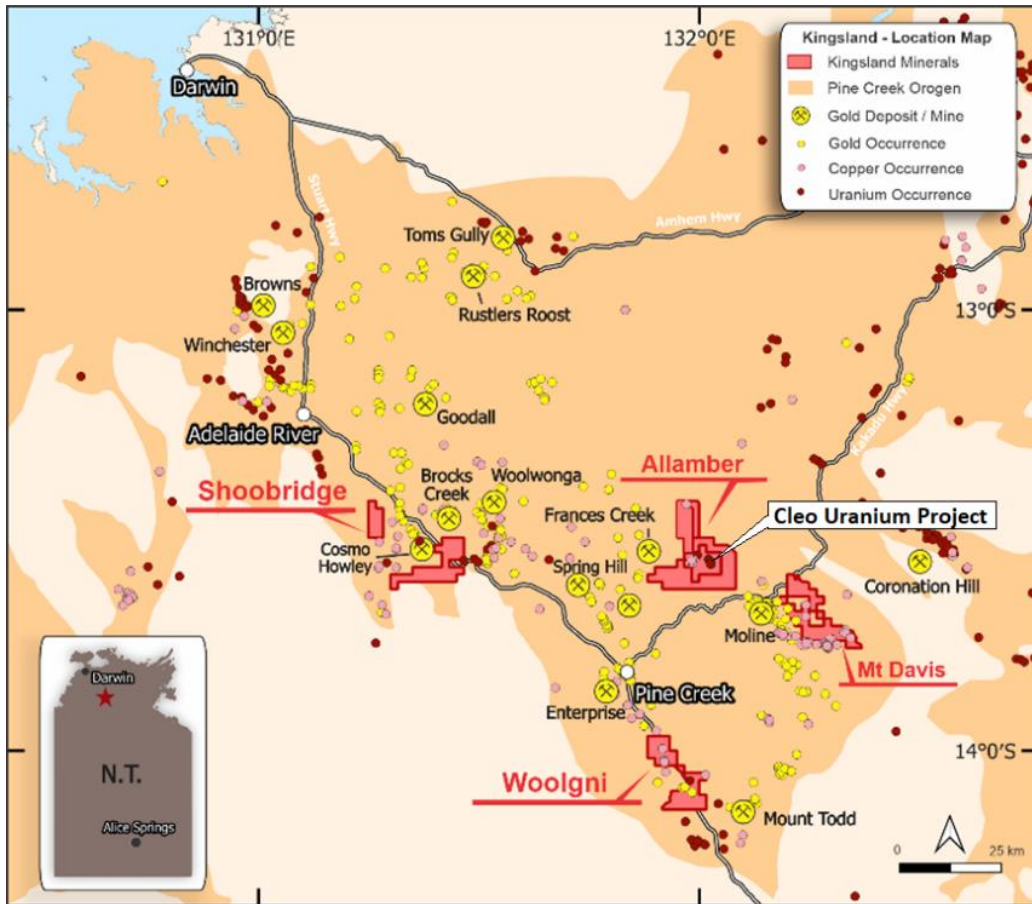 131°0'E
132°0'E
Kingsland - Location Map
Kingsland Minerals
Pine Creek Orogen
Gold Deposit / Mine
Gold Occurrence
Copper Occurrence
Uranium Occurrence
Darwin
Stuart Hwy
Arnhem Hwy
Toms Gully
Rustlers Roost
Browns
Winchester
13°0'S
Goodall
Adelaide River
Kakadu Hwy
Shoobridge
Brocks
Creek
Woolwonga
Allamber
Frances Creek
Cleo Uranium Project
Cosmo
Howley
Spring Hill
Coronation Hill
Moline
Mt Davis
Pine Creek
Enterprise
14°0'S
Woolgni
Mount Todd
Darwin
N.T.
Alice Springs
0
25 km